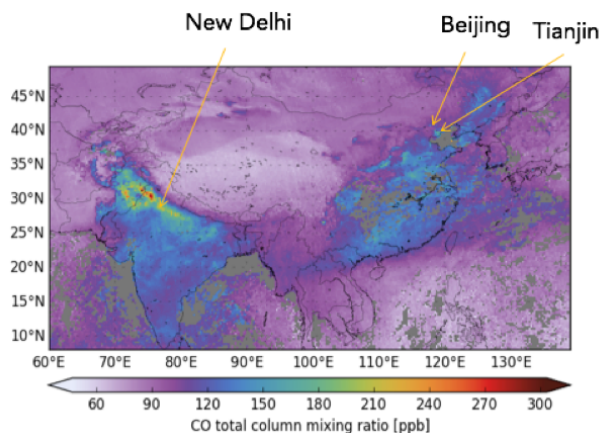 New Delhi
Beijing
Tianjin
45°N
40°N
35°N
30°N
25°N
20°N
15°N
10°N
60°E 70°E 80°E 90°E 100°E 110°E 120°E 130°E
60 90 120 150 180 210 240 270 300
CO total column mixing ratio [ppb]